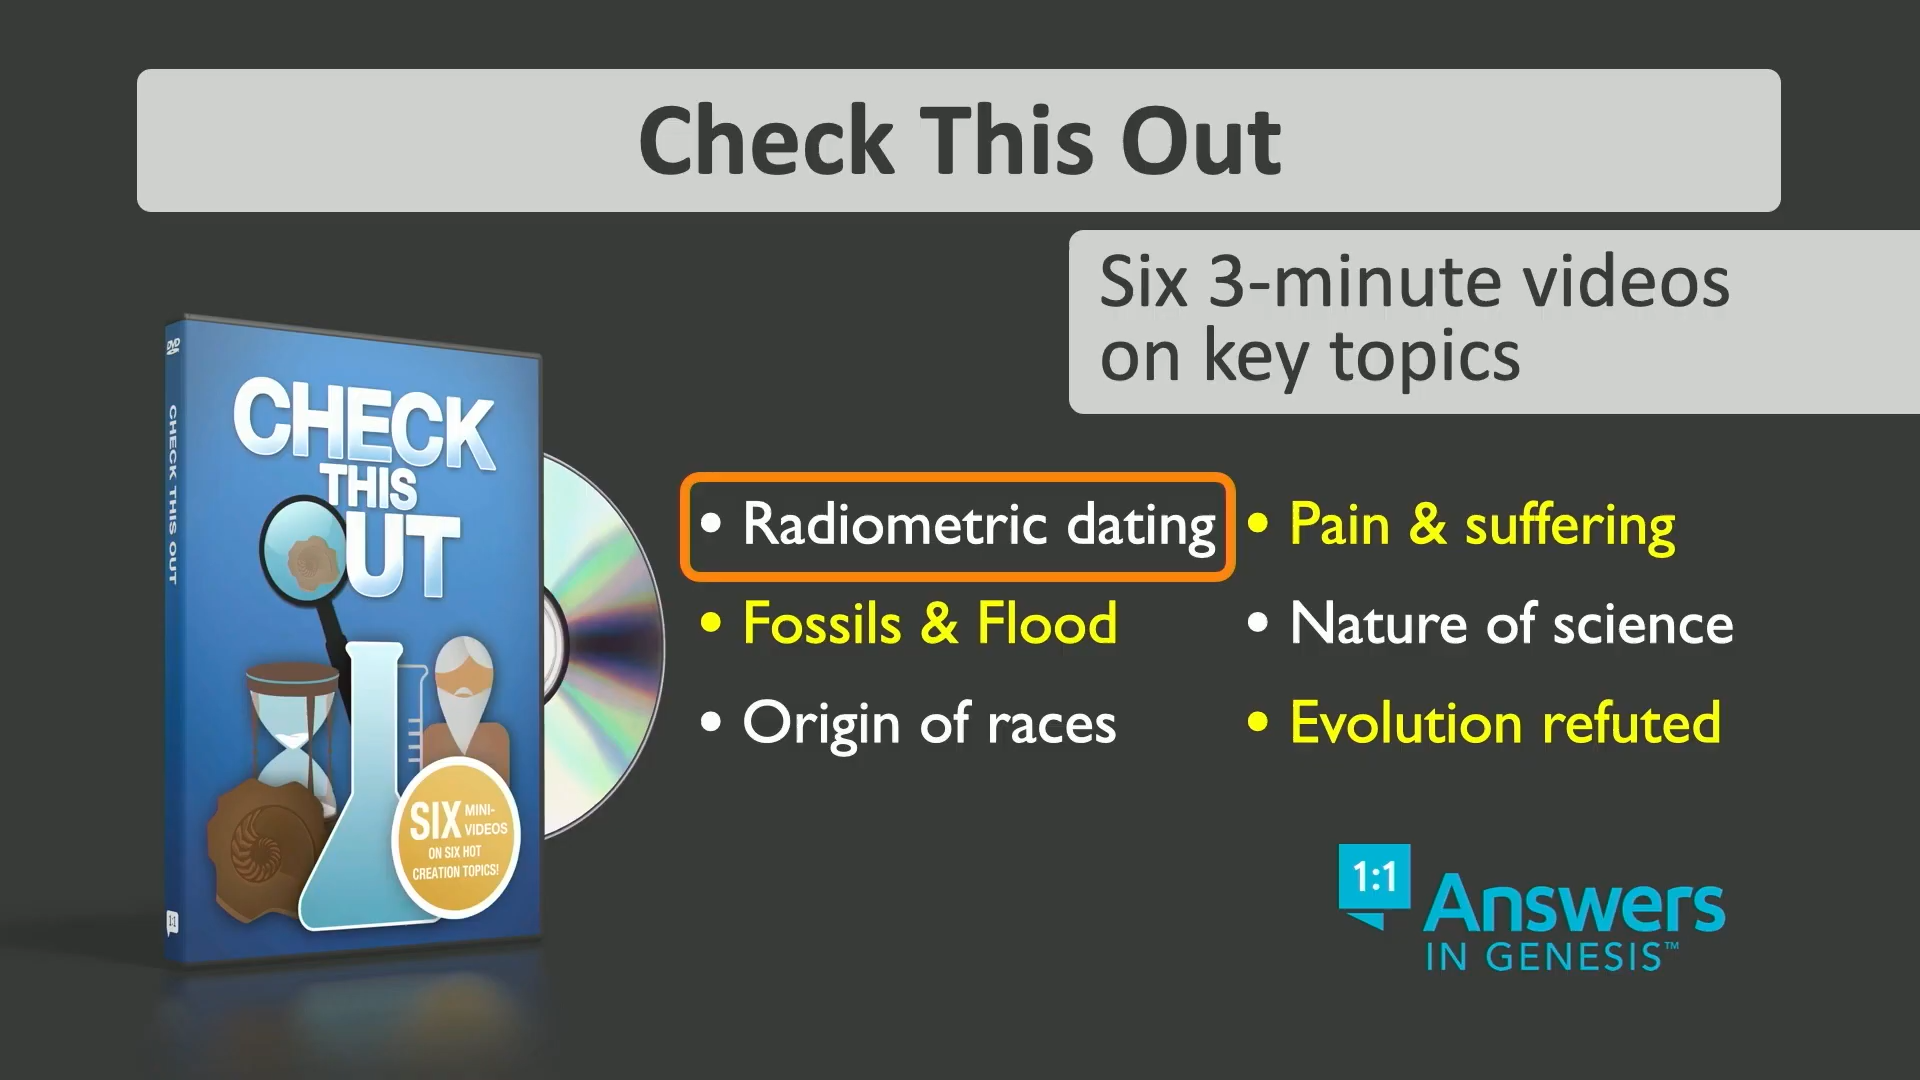 Check This Out
Six 3-minute videos
on key topics
DVD
CHECK THIS OUT
CHECK
THIS
OUT
SIX MINI-
VIDEOS
ON SIX HOT
CREATION TOPICS!
1:1
• Radiometric dating
• Fossils & Flood
• Origin of races
• Pain & suffering
• Nature of science
• Evolution refuted
1:1
Answers
IN GENESIS™